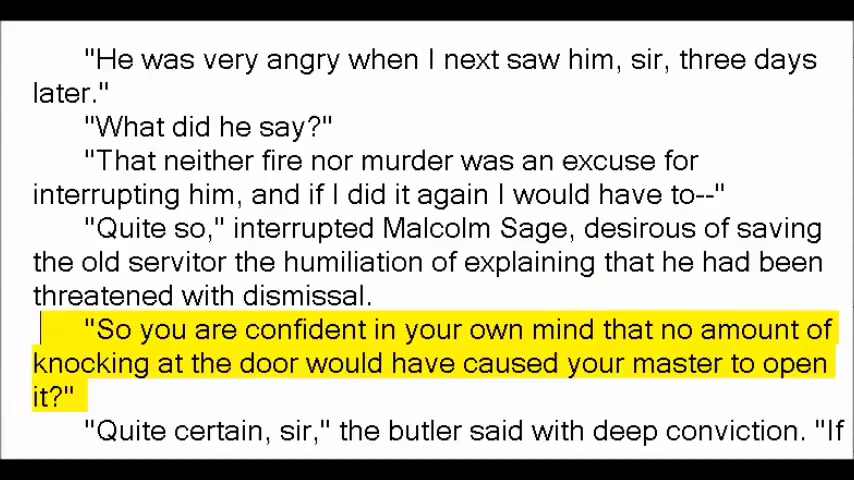 "He was very angry when I next saw him, sir, three days
later."
"What did he say?"
"That neither fire nor murder was an excuse for
interrupting him, and if I did it again I would have to--"
"Quite so," interrupted Malcolm Sage, desirous of saving
the old servitor the humiliation of explaining that he had been
threatened with dismissal.
"So you are confident in your own mind that no amount of
knocking at the door would have caused your master to open
it?"
"Quite certain, sir," the butler said with deep conviction. "If